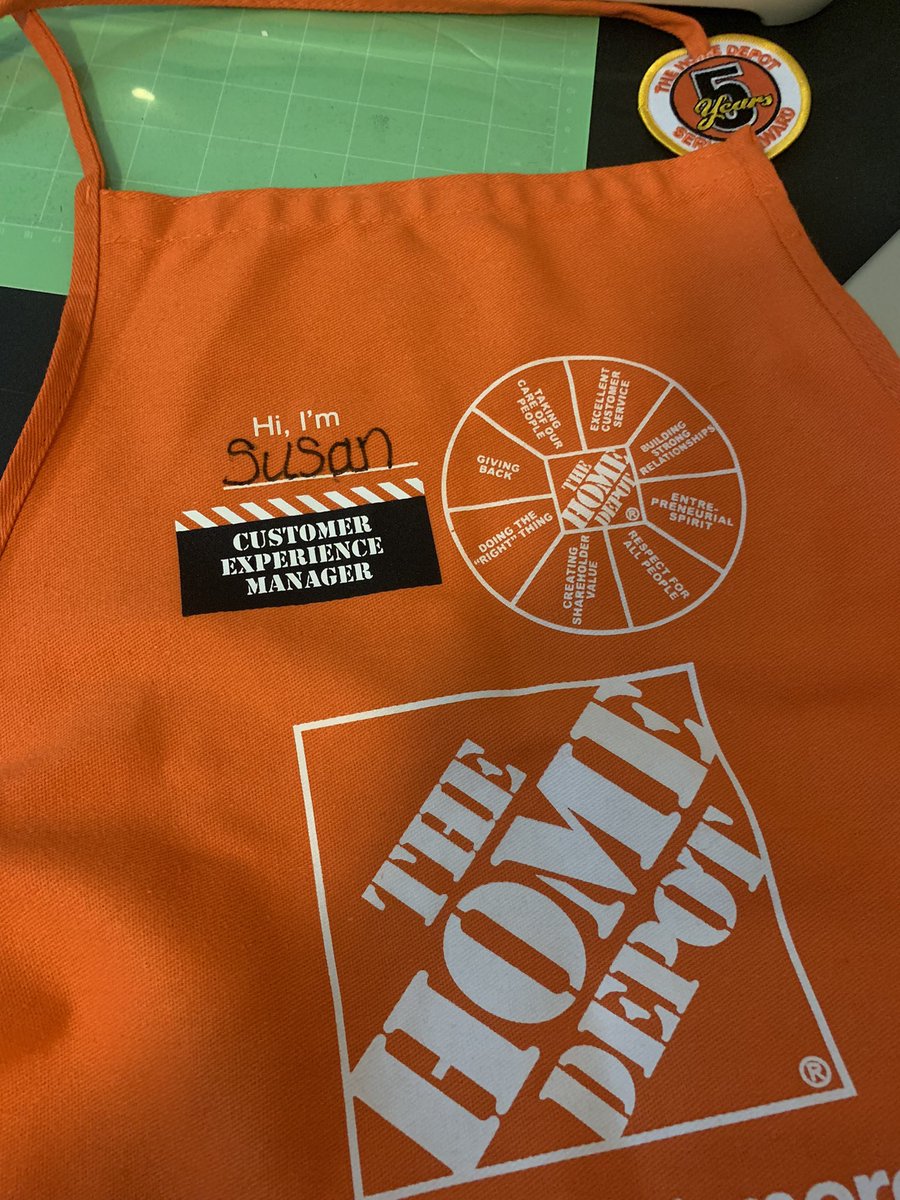 THE HOME DEPOT
5
Years
Hi, I'm
Susan
CUSTOMER
EXPERIENCE
MANAGER
TAKING
CARE OF OUR
PEOPLE
EXCELLENT
CUSTOMER
SERVICE
BUILDING
STRONG
RELATIONSHIPS
ENTRE-
PRENEURIAL
SPIRIT
RESPECT FOR
ALL PEOPLE
CREATING
SHAREHOLDER
VALUE
DOING THE
"RIGHT" THING
GIVING
BACK
THE
HOME
DEPOT
®
THE
HOME
DEPOT
®